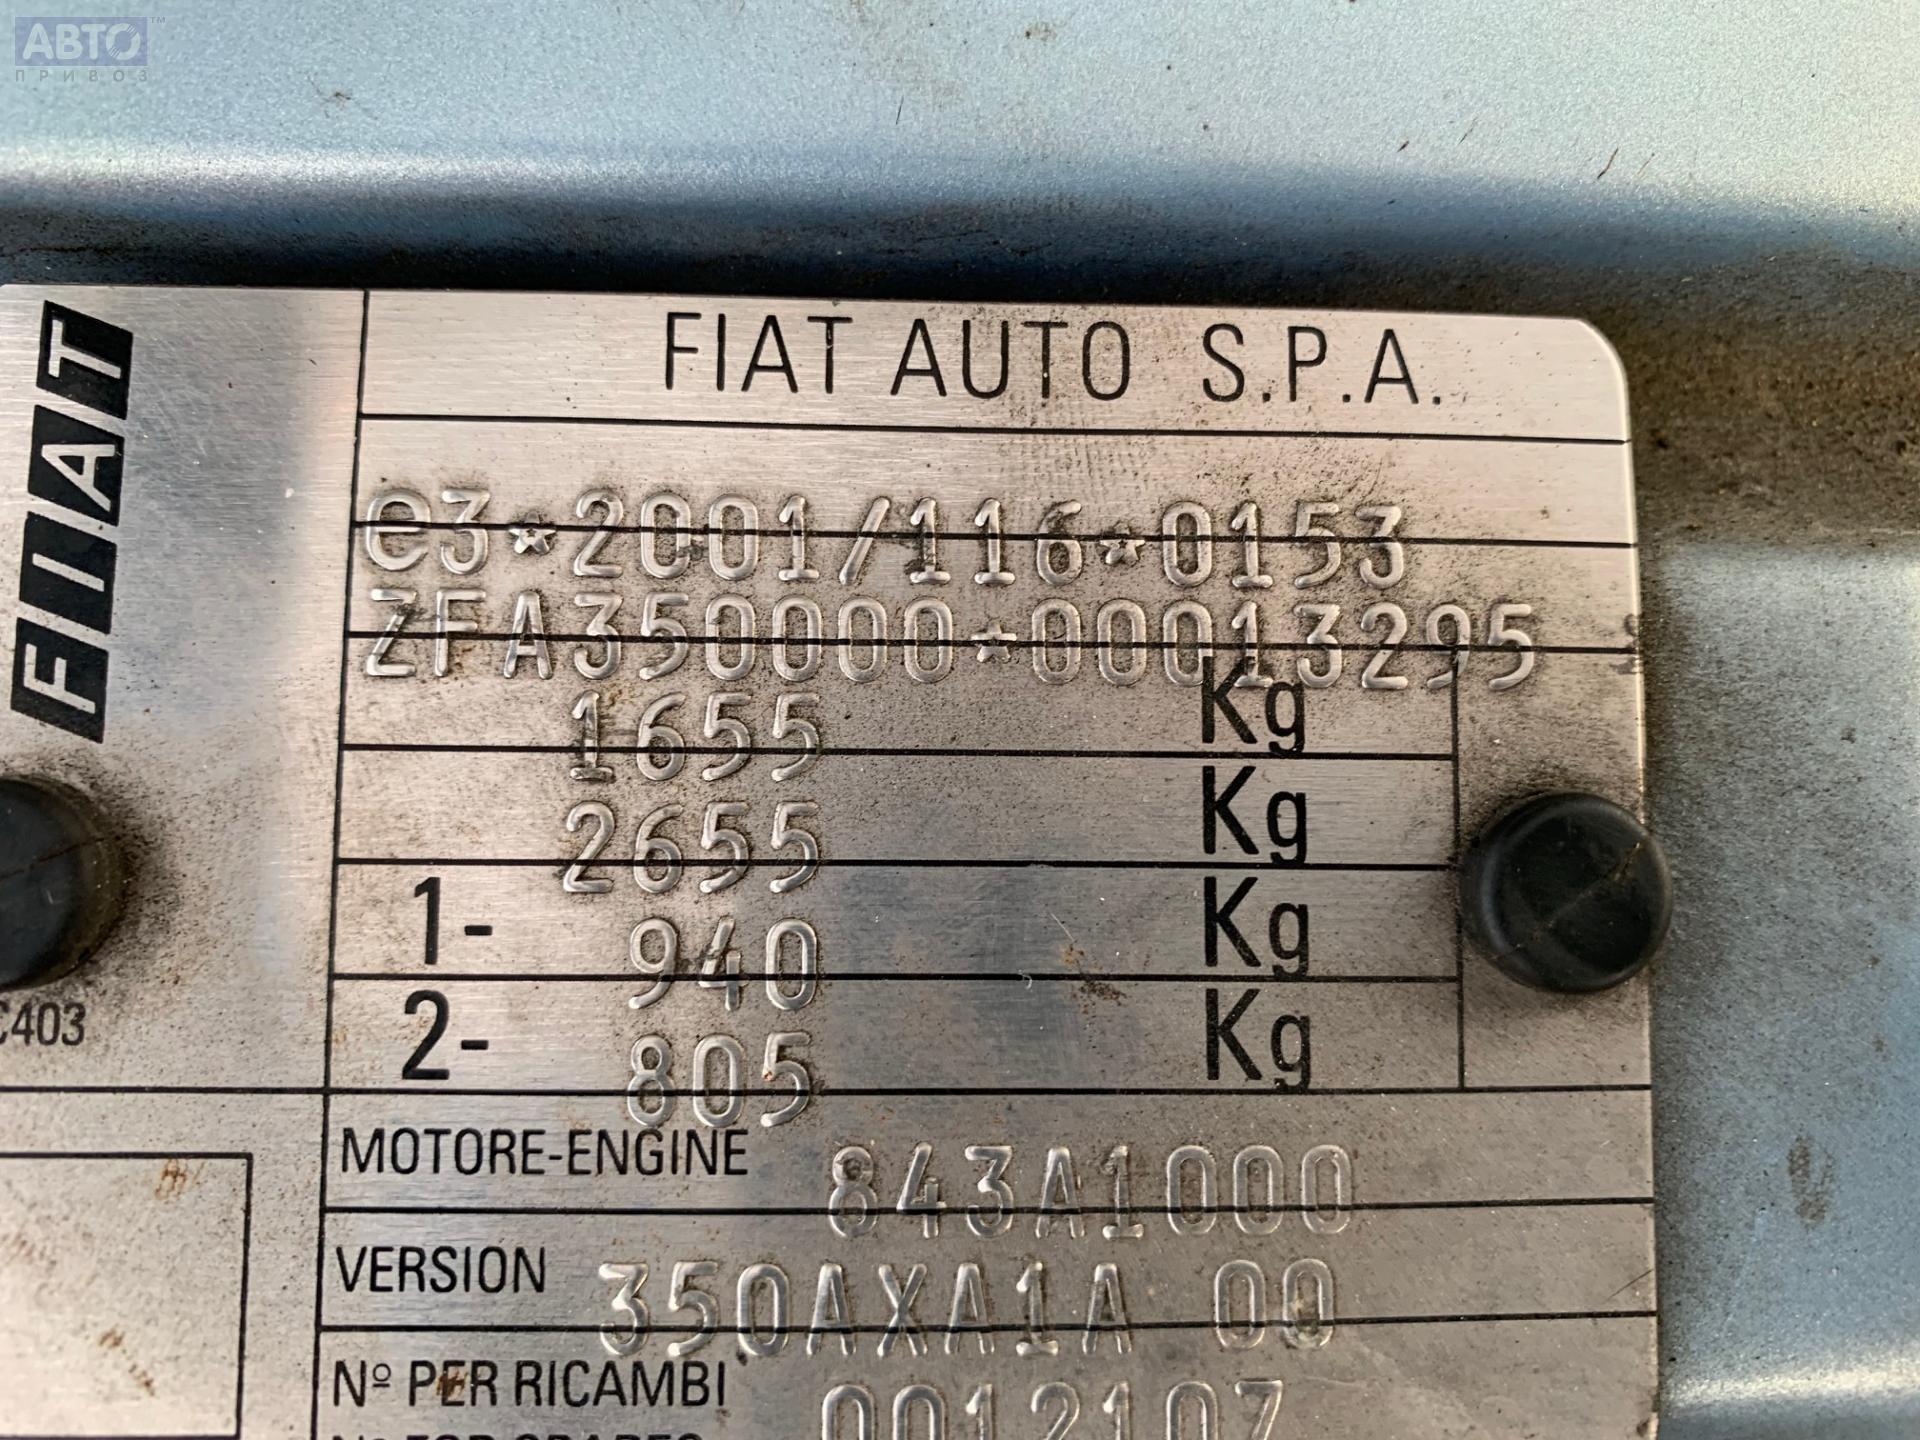 АВТО™
ПРИВОЗ
FIAT
FIAT AUTO S.P.A.
e3*2001/116*0153
ZFA350000*00013295
1655 Kg
2655 Kg
1- 940 Kg
2- 805 Kg
C403
MOTORE-ENGINE 843A1000
VERSION 350AXA1A 00
Nº PER RICAMBI 0012107